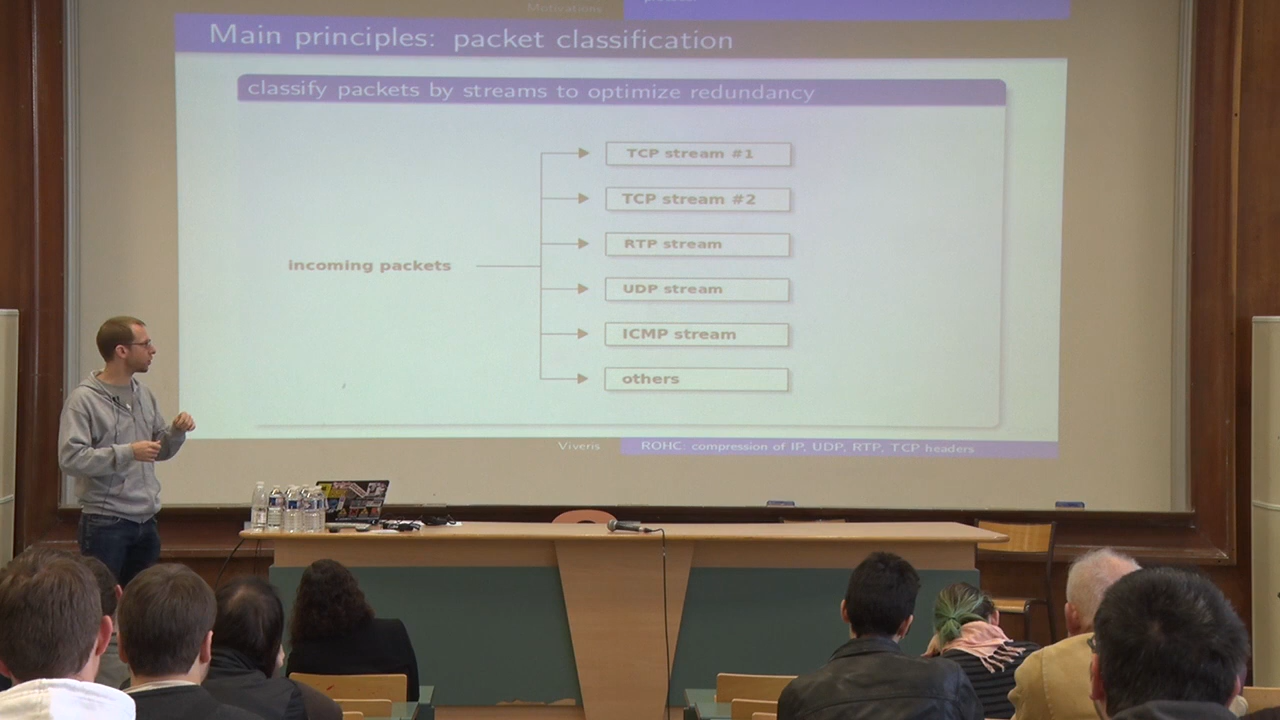 Motivations
Main principles: packet classification
classify packets by streams to optimize redundancy
TCP stream #1
TCP stream #2
RTP stream
incoming packets
UDP stream
ICMP stream
others
Viveris
ROHC: compression of IP, UDP, RTP, TCP headers